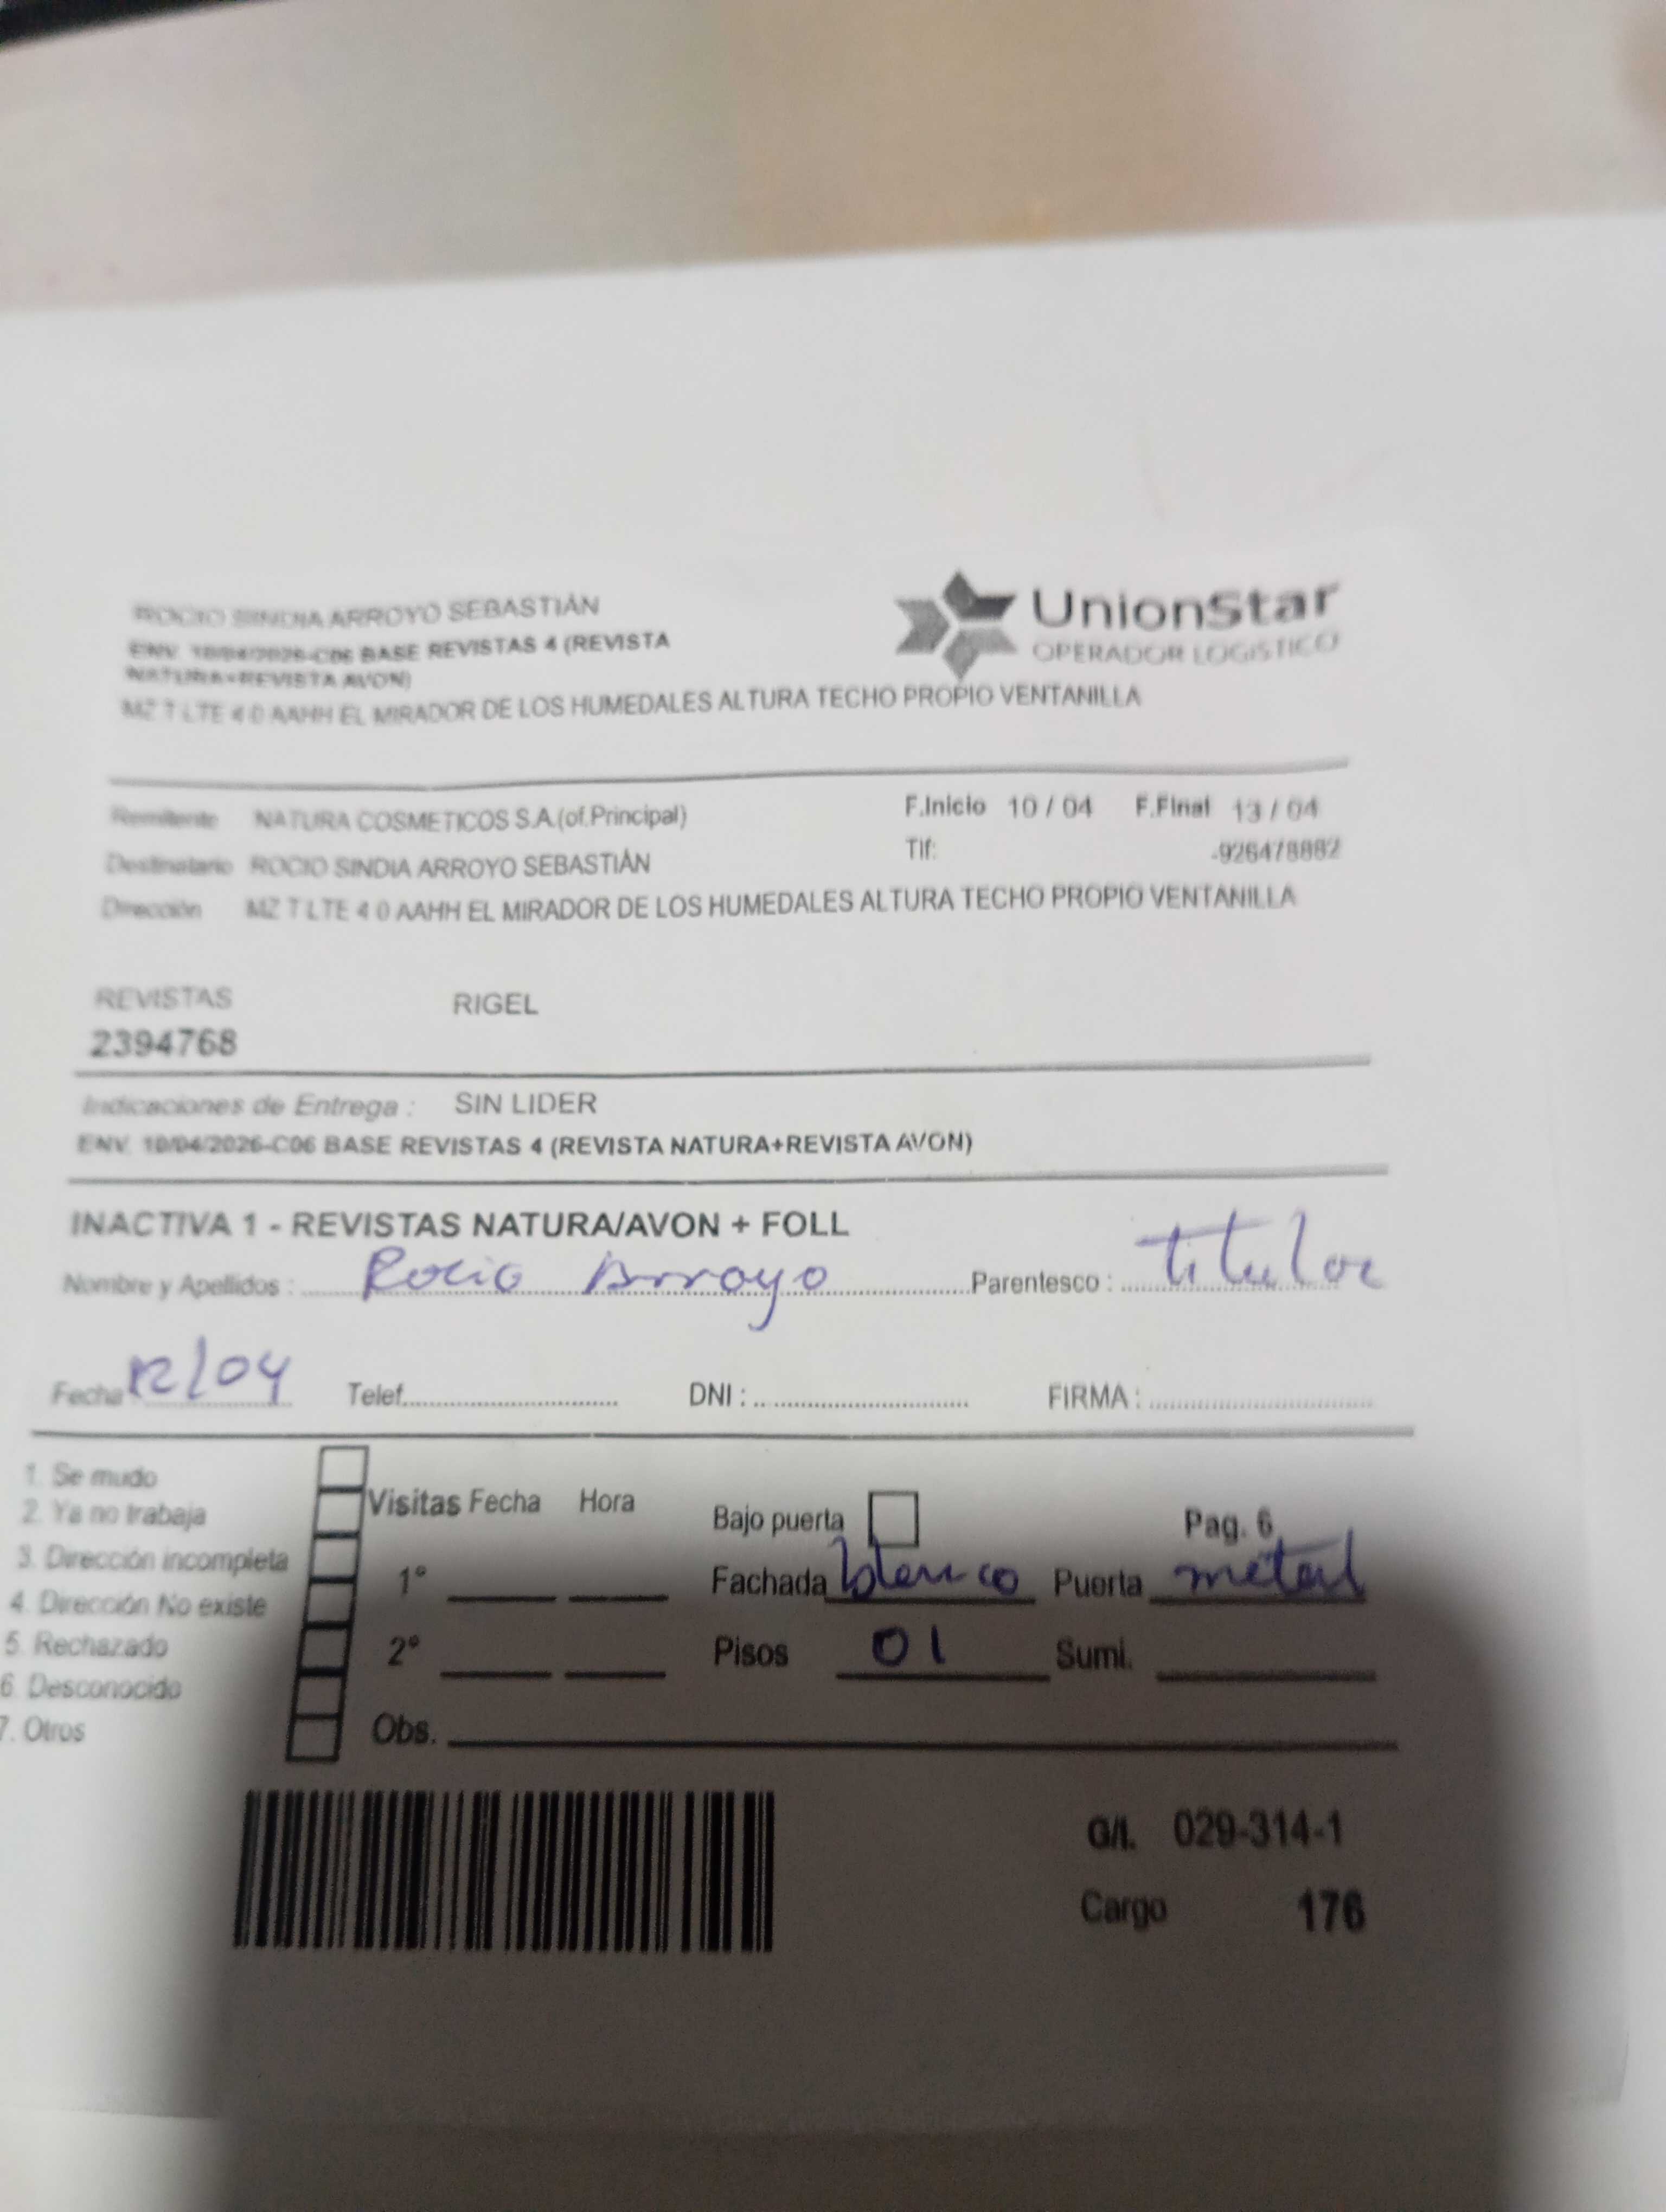 ROCIO SINDIA ARROYO SEBASTIÁN
UnionStar
OPERADOR LOGISTICO
ENV. 10/04/2026-C06 BASE REVISTAS 4 (REVISTA
NATURA+REVISTA AVON)
MZ T LTE 4 0 AAHH EL MIRADOR DE LOS HUMEDALES ALTURA TECHO PROPIO VENTANILLA
Remitente NATURA COSMETICOS S.A.(of.Principal) F.Inicio 10 / 04 F.Final 13 / 04
Destinatario ROCIO SINDIA ARROYO SEBASTIÁN Tlf: -926478882
Dirección MZ T LTE 4 0 AAHH EL MIRADOR DE LOS HUMEDALES ALTURA TECHO PROPIO VENTANILLA
REVISTAS RIGEL
2394768
Indicaciones de Entrega : SIN LIDER
ENV. 10/04/2026-C06 BASE REVISTAS 4 (REVISTA NATURA+REVISTA AVON)
INACTIVA 1 - REVISTAS NATURA/AVON + FOLL
Nombre y Apellidos : Rocio Arroyo Parentesco : titular
Fecha 12/04 Telef. DNI : FIRMA :
1. Se mudo
2. Ya no trabaja
3. Dirección incompleta
4. Dirección No existe
5. Rechazado
6. Desconocido
7. Otros
Visitas Fecha Hora Bajo puerta Pag. 6
1° Fachada blanco Puerta metal
2° Pisos 01 Sumi.
Obs.
G/I. 029-314-1
Cargo 176